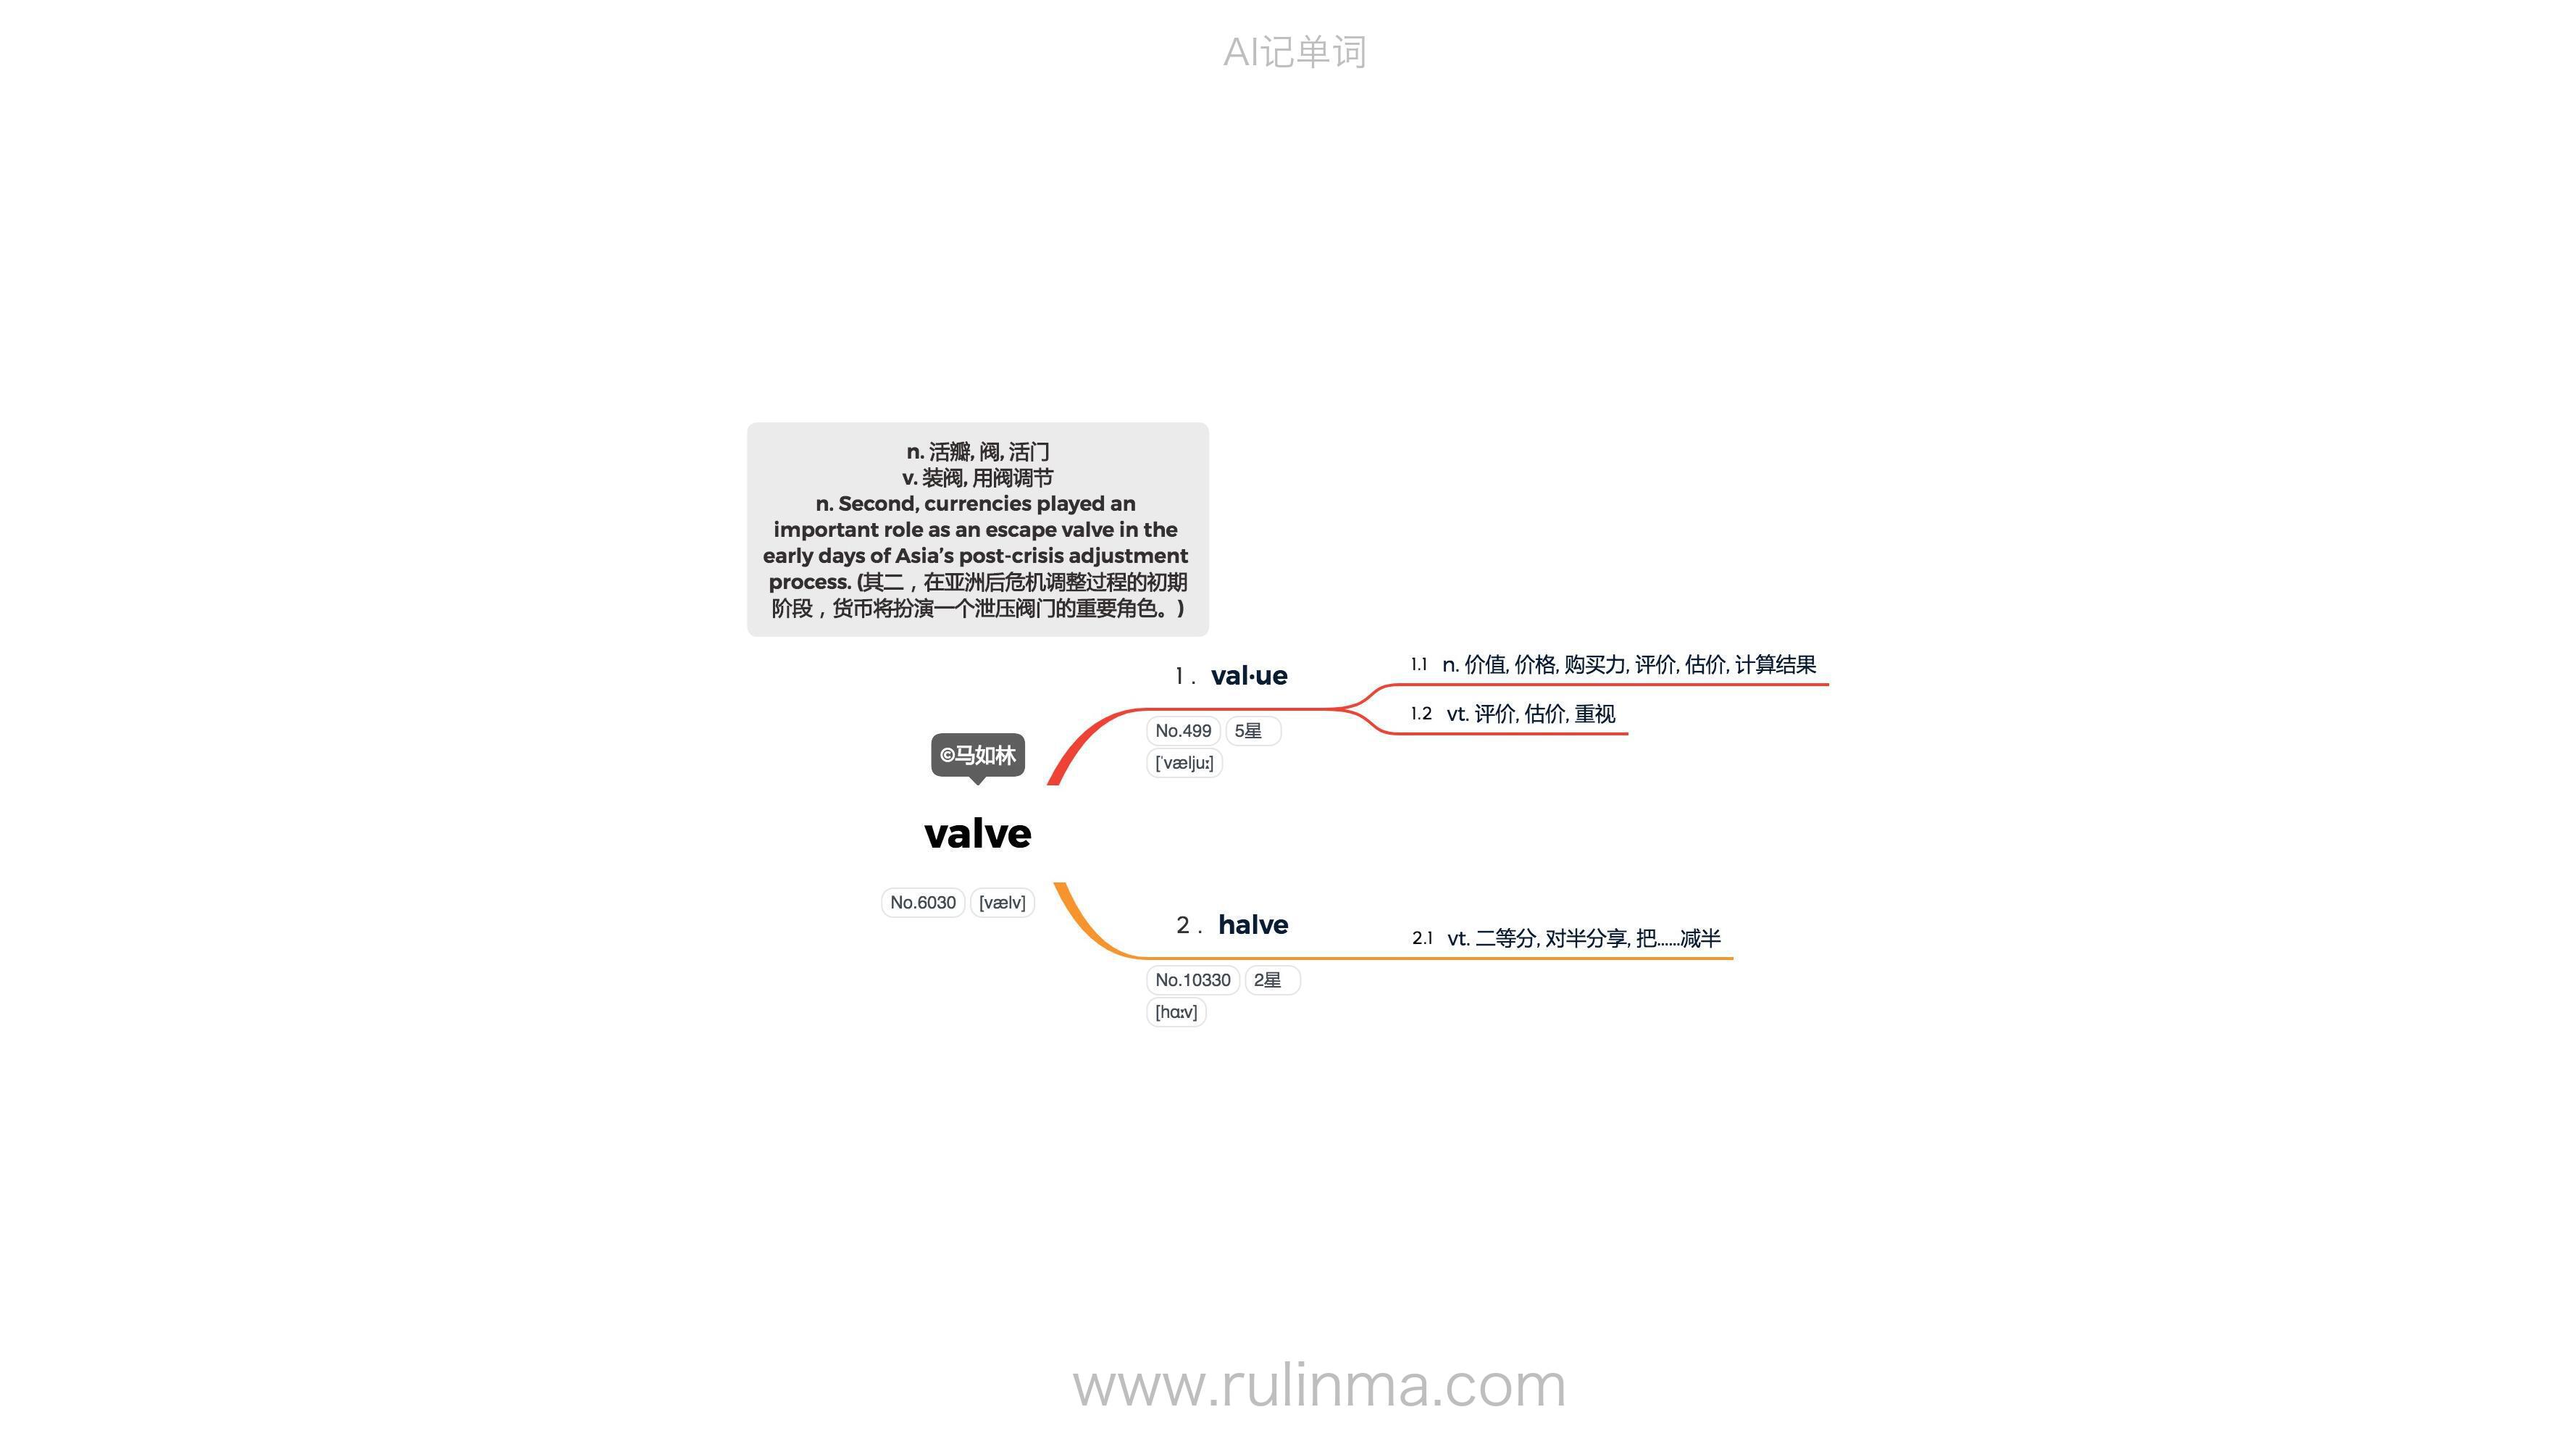 AI记单词
n. 活瓣, 阀, 活门
v. 装阀, 用阀调节
n. Second, currencies played an
important role as an escape valve in the
early days of Asia’s post-crisis adjustment
process. (其二，在亚洲后危机调整过程的初期
阶段，货币将扮演一个泄压阀门的重要角色。)
©马如林
valve
No.6030 [vælv]
1. val·ue
No.499 5星
[ˈvæljuː]
1.1 n. 价值, 价格, 购买力, 评价, 估价, 计算结果
1.2 vt. 评价, 估价, 重视
2. halve
No.10330 2星
[hɑːv]
2.1 vt. 二等分, 对半分享, 把……减半
www.rulinma.com